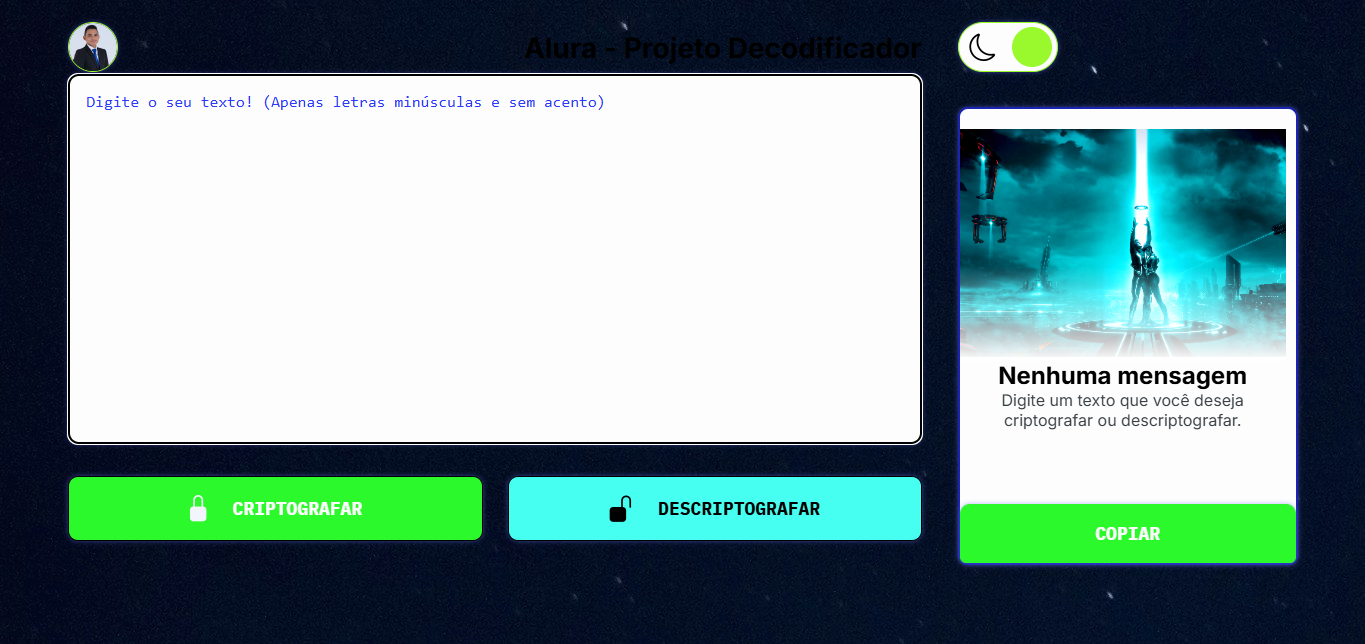 Alura - Projeto Decodificador
Digite o seu texto! (Apenas letras minúsculas e sem acento)
CRIPTOGRAFAR
DESCRIPTOGRAFAR
Nenhuma mensagem
Digite um texto que você deseja
criptografar ou descriptografar.
COPIAR